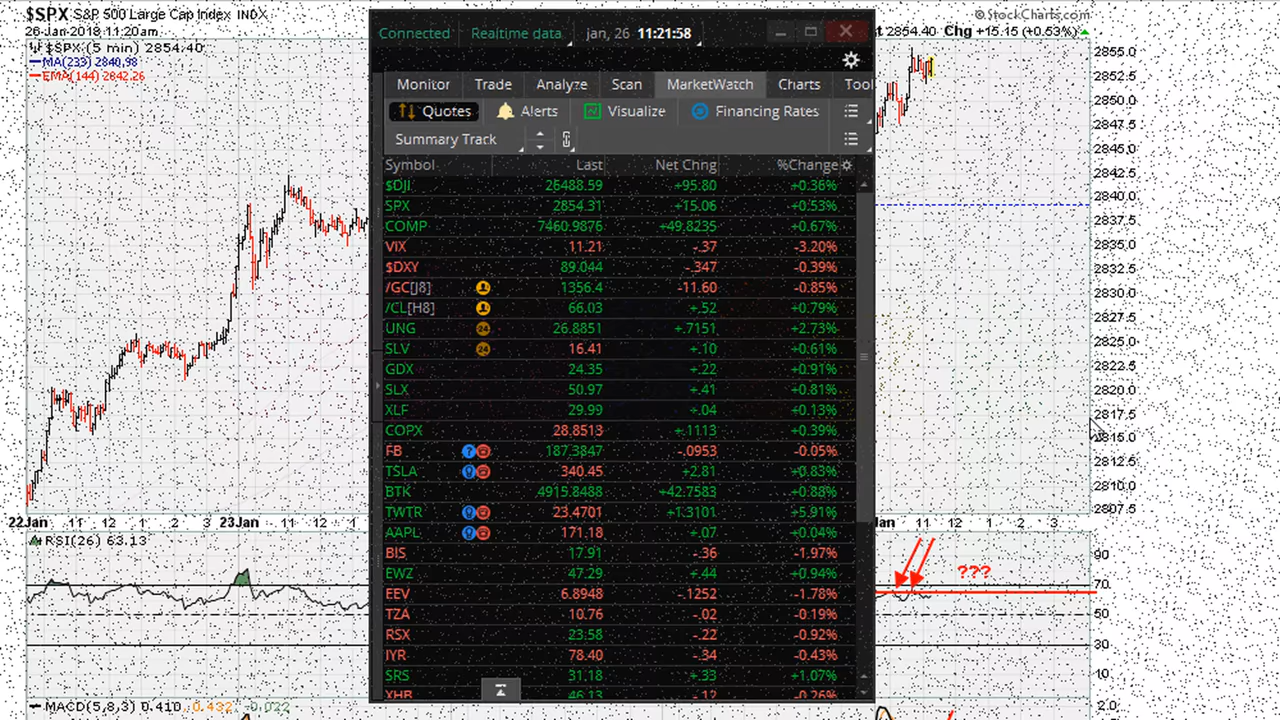 $SPX S&P 500 Large Cap Index INDX
© StockCharts.com
2854.40 Chg +15.15 (+0.53%)
$SPX (5 min) 2854.40
MA(233) 2840.98
EMA(144) 2842.26
Connected Realtime data jan, 26 11:21:58
Monitor Trade Analyze Scan MarketWatch Charts Tool
Quotes Alerts Visualize Financing Rates
Summary Track
Symbol Last Net Chng %Change
$DJI 26488.59 +95.80 +0.36%
SPX 2854.31 +15.06 +0.53%
COMP 7460.9876 +49.8235 +0.67%
VIX 11.21 -.37 -3.20%
$DXY 89.044 -.347 -0.39%
/GC[J8] 1356.4 -11.60 -0.85%
/CL[H8] 66.03 +.52 +0.79%
UNG 24 26.8851 +.7151 +2.73%
SLV 24 16.41 +.10 +0.61%
GDX 24.35 +.22 +0.91%
SLX 50.97 +.41 +0.81%
XLF 29.99 +.04 +0.13%
COPX 28.8513 +.1113 +0.39%
FB 187.3847 -.0953 -0.05%
TSLA 340.45 +2.81 +0.83%
BTK 4915.8488 +42.7583 +0.88%
TWTR 23.4701 +1.3101 +5.91%
AAPL 171.18 +.07 +0.04%
BIS 17.91 -.36 -1.97%
EWZ 47.29 +.44 +0.94%
EEV 6.8948 -.1252 -1.78%
TZA 10.76 -.02 -0.19%
RSX 23.58 -.22 -0.92%
IYR 78.40 -.34 -0.43%
SRS 31.18 +.33 +1.07%
XHB 46.13 -.12 -0.26%
2855.0
2852.5
2850.0
2847.5
2845.0
2842.5
2840.0
2837.5
2835.0
2832.5
2830.0
2827.5
2825.0
2822.5
2820.0
2817.5
2815.0
2812.5
2810.0
2807.5
22Jan 11 12 1 2 3 23Jan 11 12 1
Jan 10 11 12 1 2 3
RSI(26)
???
90
70
50
30
2.0